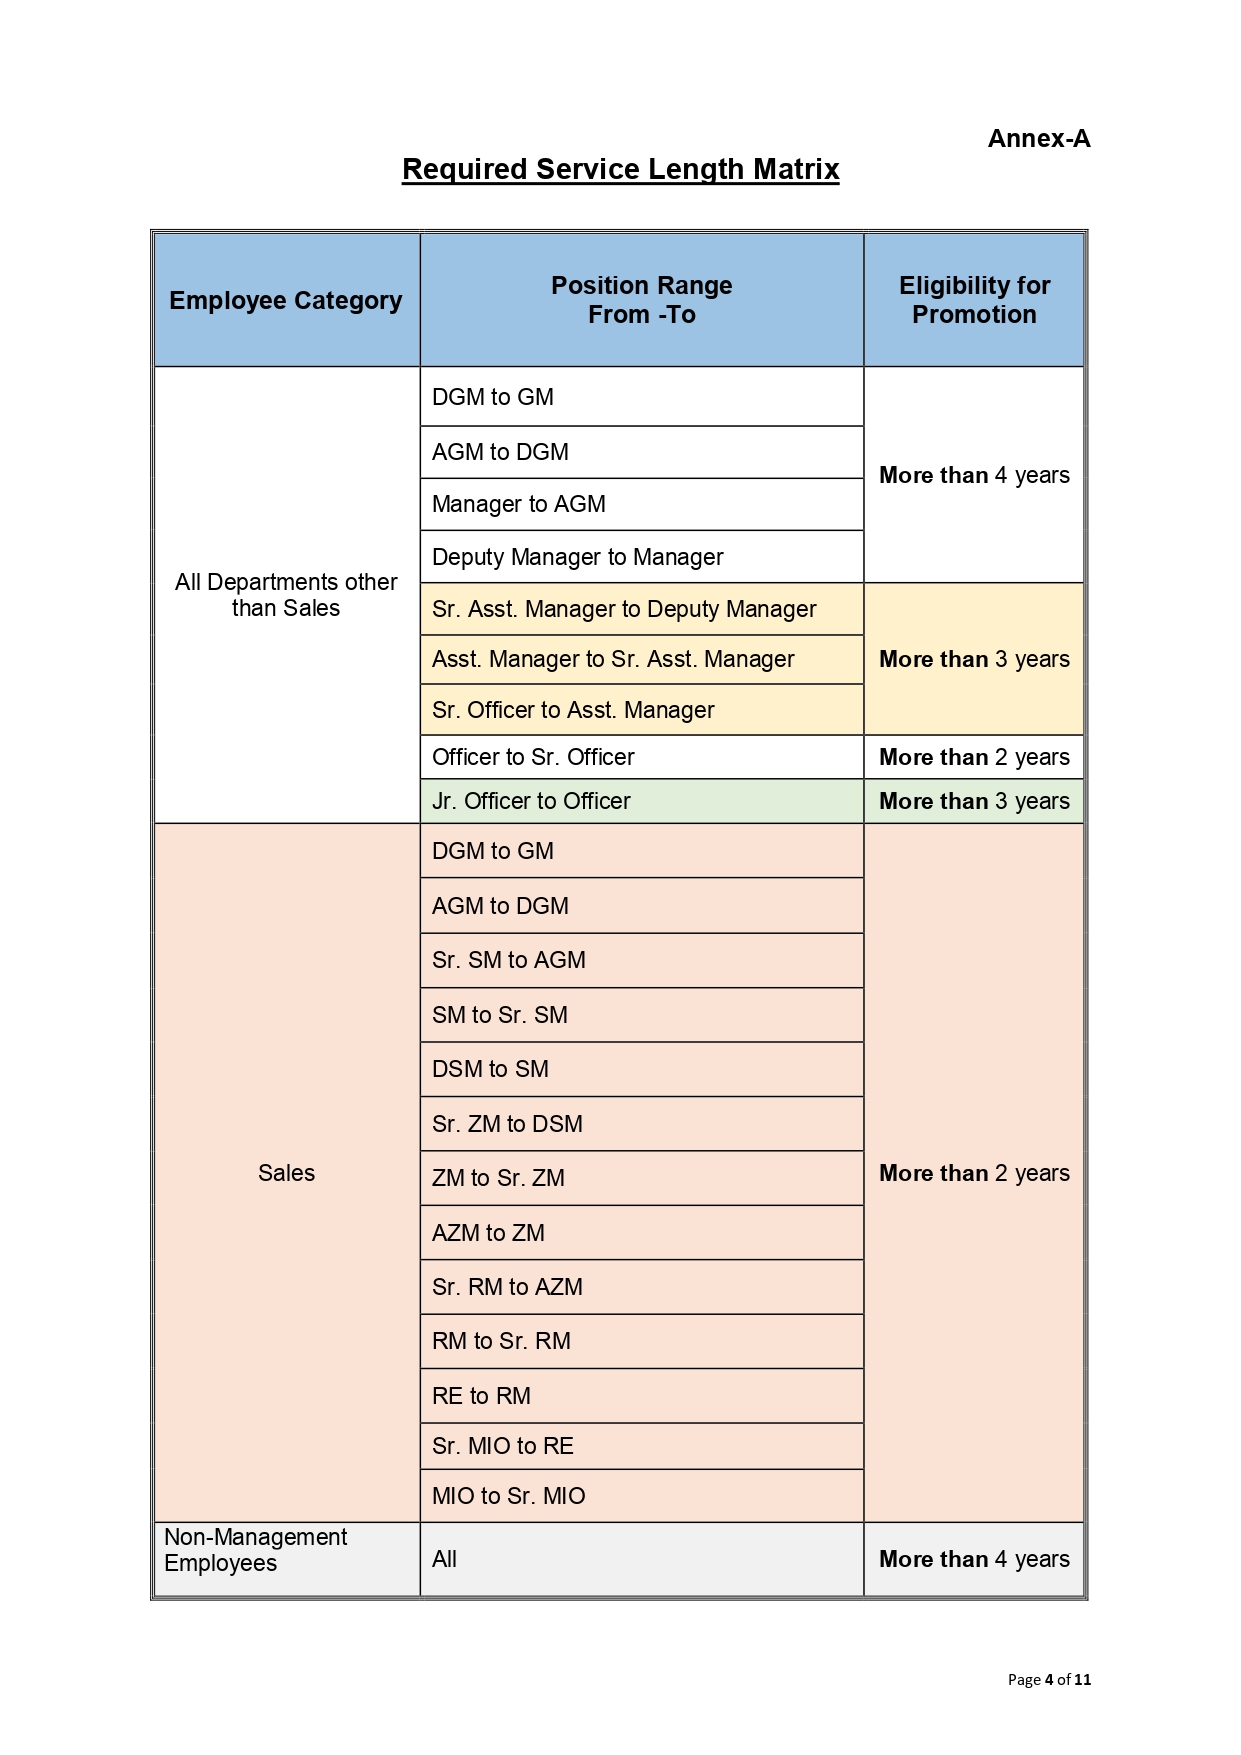 Annex-A
Required Service Length Matrix
Employee Category
Position Range
From -To
Eligibility for
Promotion
All Departments other
than Sales
DGM to GM
AGM to DGM
Manager to AGM
Deputy Manager to Manager
More than 4 years
Sr. Asst. Manager to Deputy Manager
Asst. Manager to Sr. Asst. Manager
Sr. Officer to Asst. Manager
More than 3 years
Officer to Sr. Officer
More than 2 years
Jr. Officer to Officer
More than 3 years
Sales
DGM to GM
AGM to DGM
Sr. SM to AGM
SM to Sr. SM
DSM to SM
Sr. ZM to DSM
ZM to Sr. ZM
AZM to ZM
Sr. RM to AZM
RM to Sr. RM
RE to RM
Sr. MIO to RE
MIO to Sr. MIO
More than 2 years
Non-Management
Employees
All
More than 4 years
Page 4 of 11